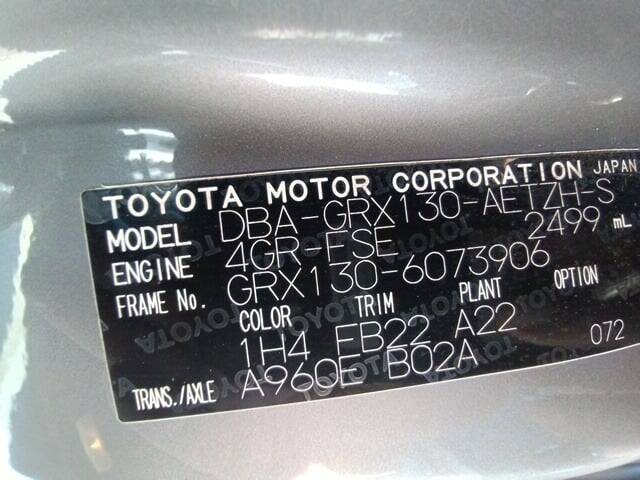 TOYOTA MOTOR CORPORATION JAPAN
MODEL DBA-GRX130-AETZH-S
ENGINE 4GR-FSE 2499 mL
FRAME No. GRX130-6073906
COLOR TRIM PLANT OPTION
1H4 FB22 A22 072
TRANS./AXLE A960E B02A